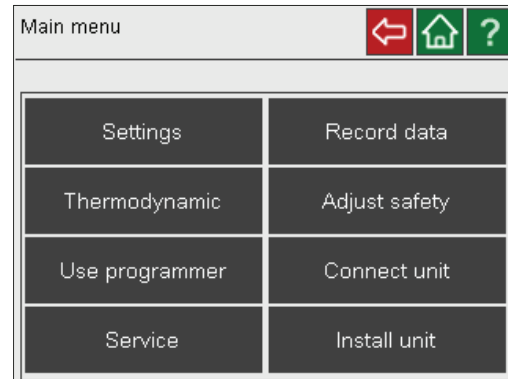 Main menu ?
Settings Record data
Thermodynamic Adjust safety
Use programmer Connect unit
Service Install unit